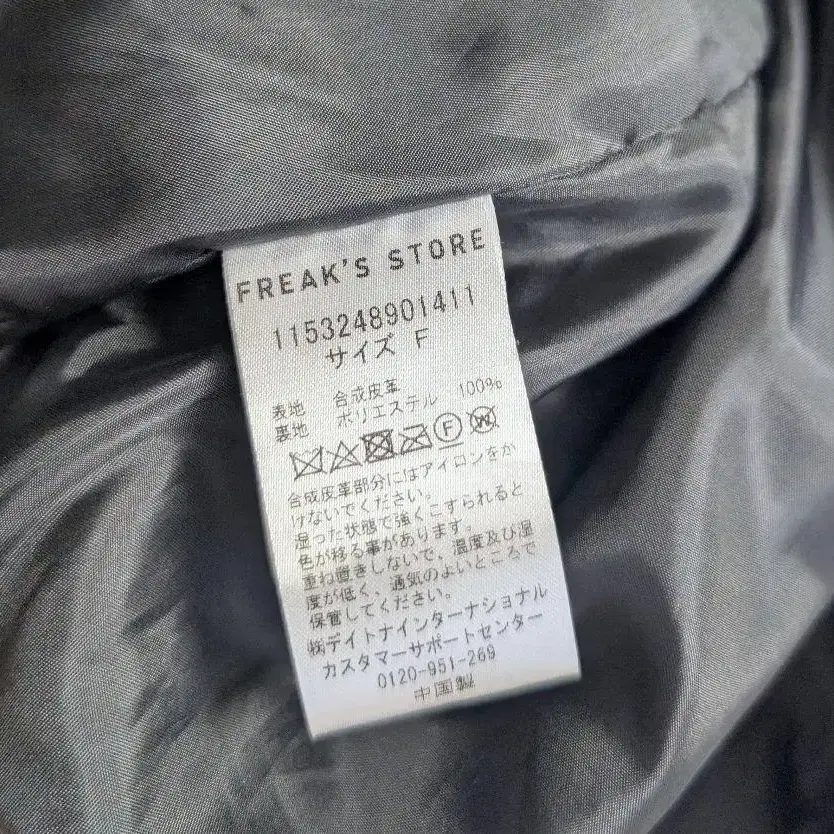 FREAK'S STORE
1153248901411
サイズ F
表地 合成皮革
裏地 ポリエステル 100%
F W
合成皮革部分にはアイロンをか
けないでください。
湿った状態で強くこすられると
色が移る事があります。
重ね置きしないで、温度及び湿
度が低く、通気のよいところで
保管してください。
㈱デイトナインターナショナル
カスタマーサポートセンター
0120-951-269
中国製